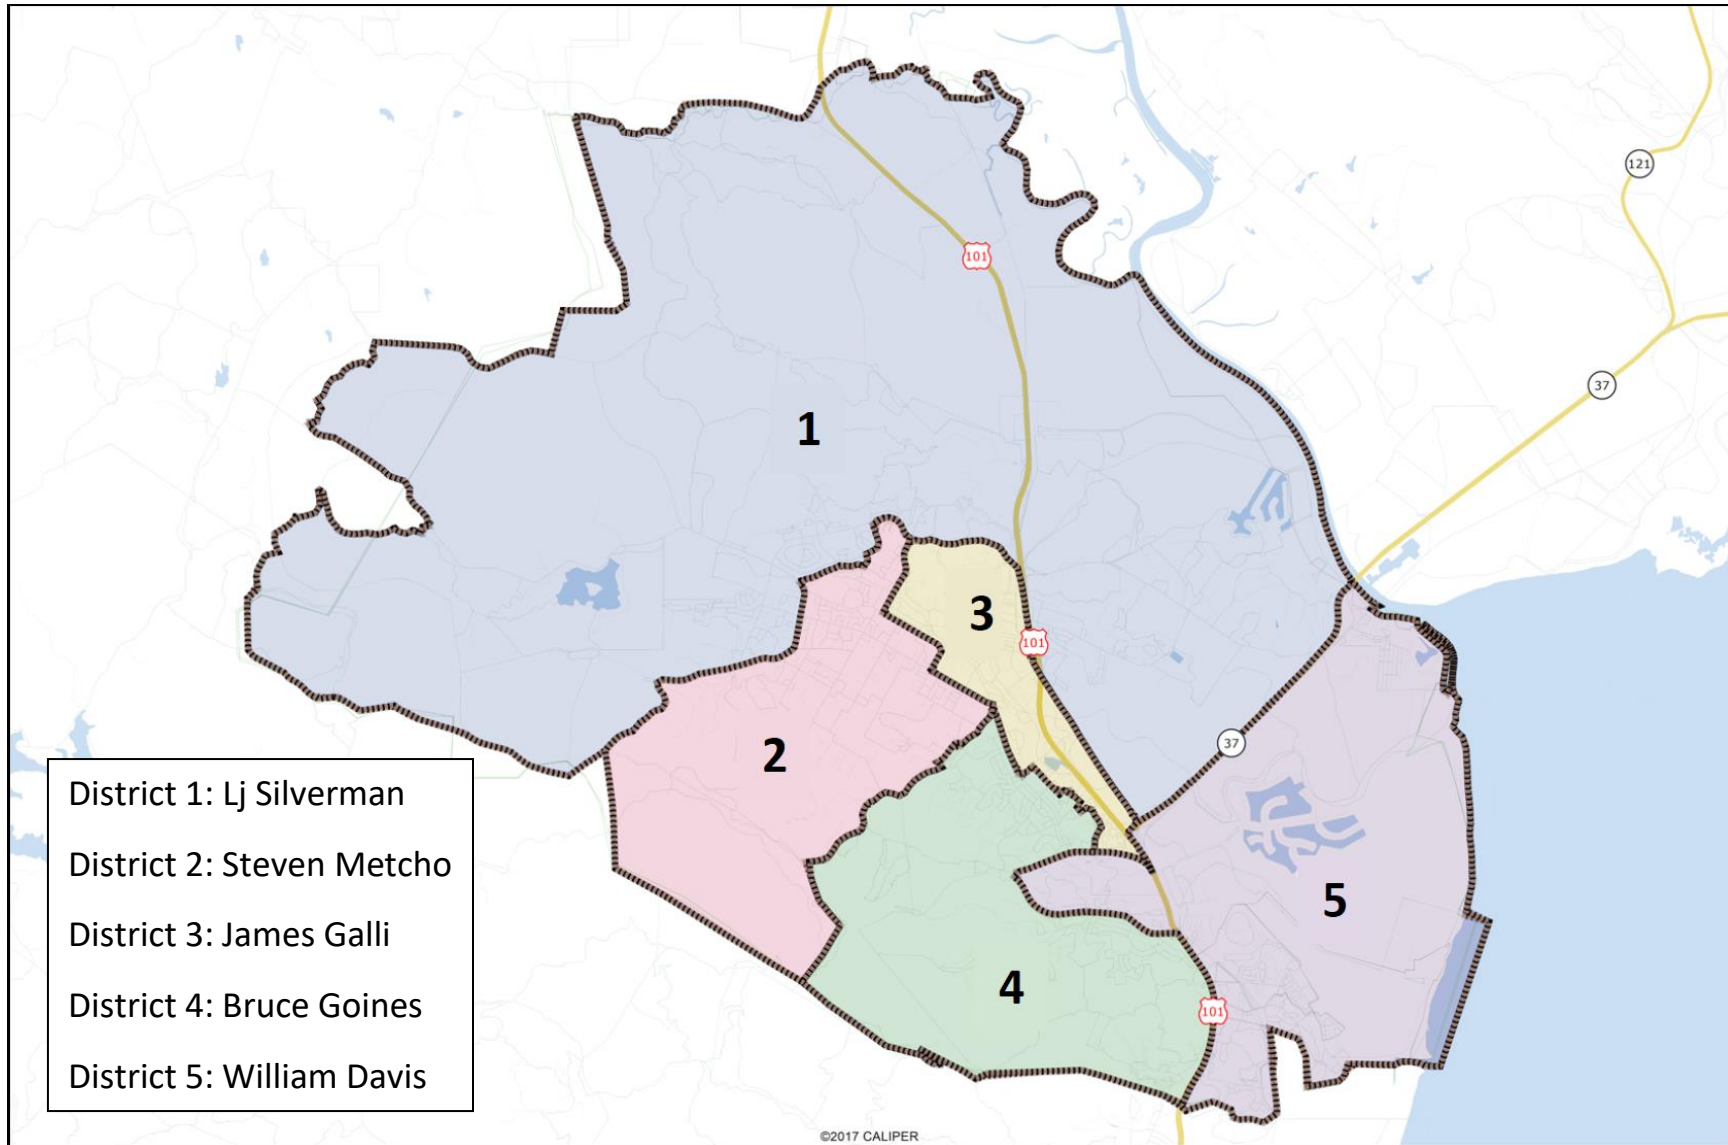 121
101
37
1
3
101
2
37
5
4
101
District 1: Lj Silverman
District 2: Steven Metcho
District 3: James Galli
District 4: Bruce Goines
District 5: William Davis
©2017 CALIPER